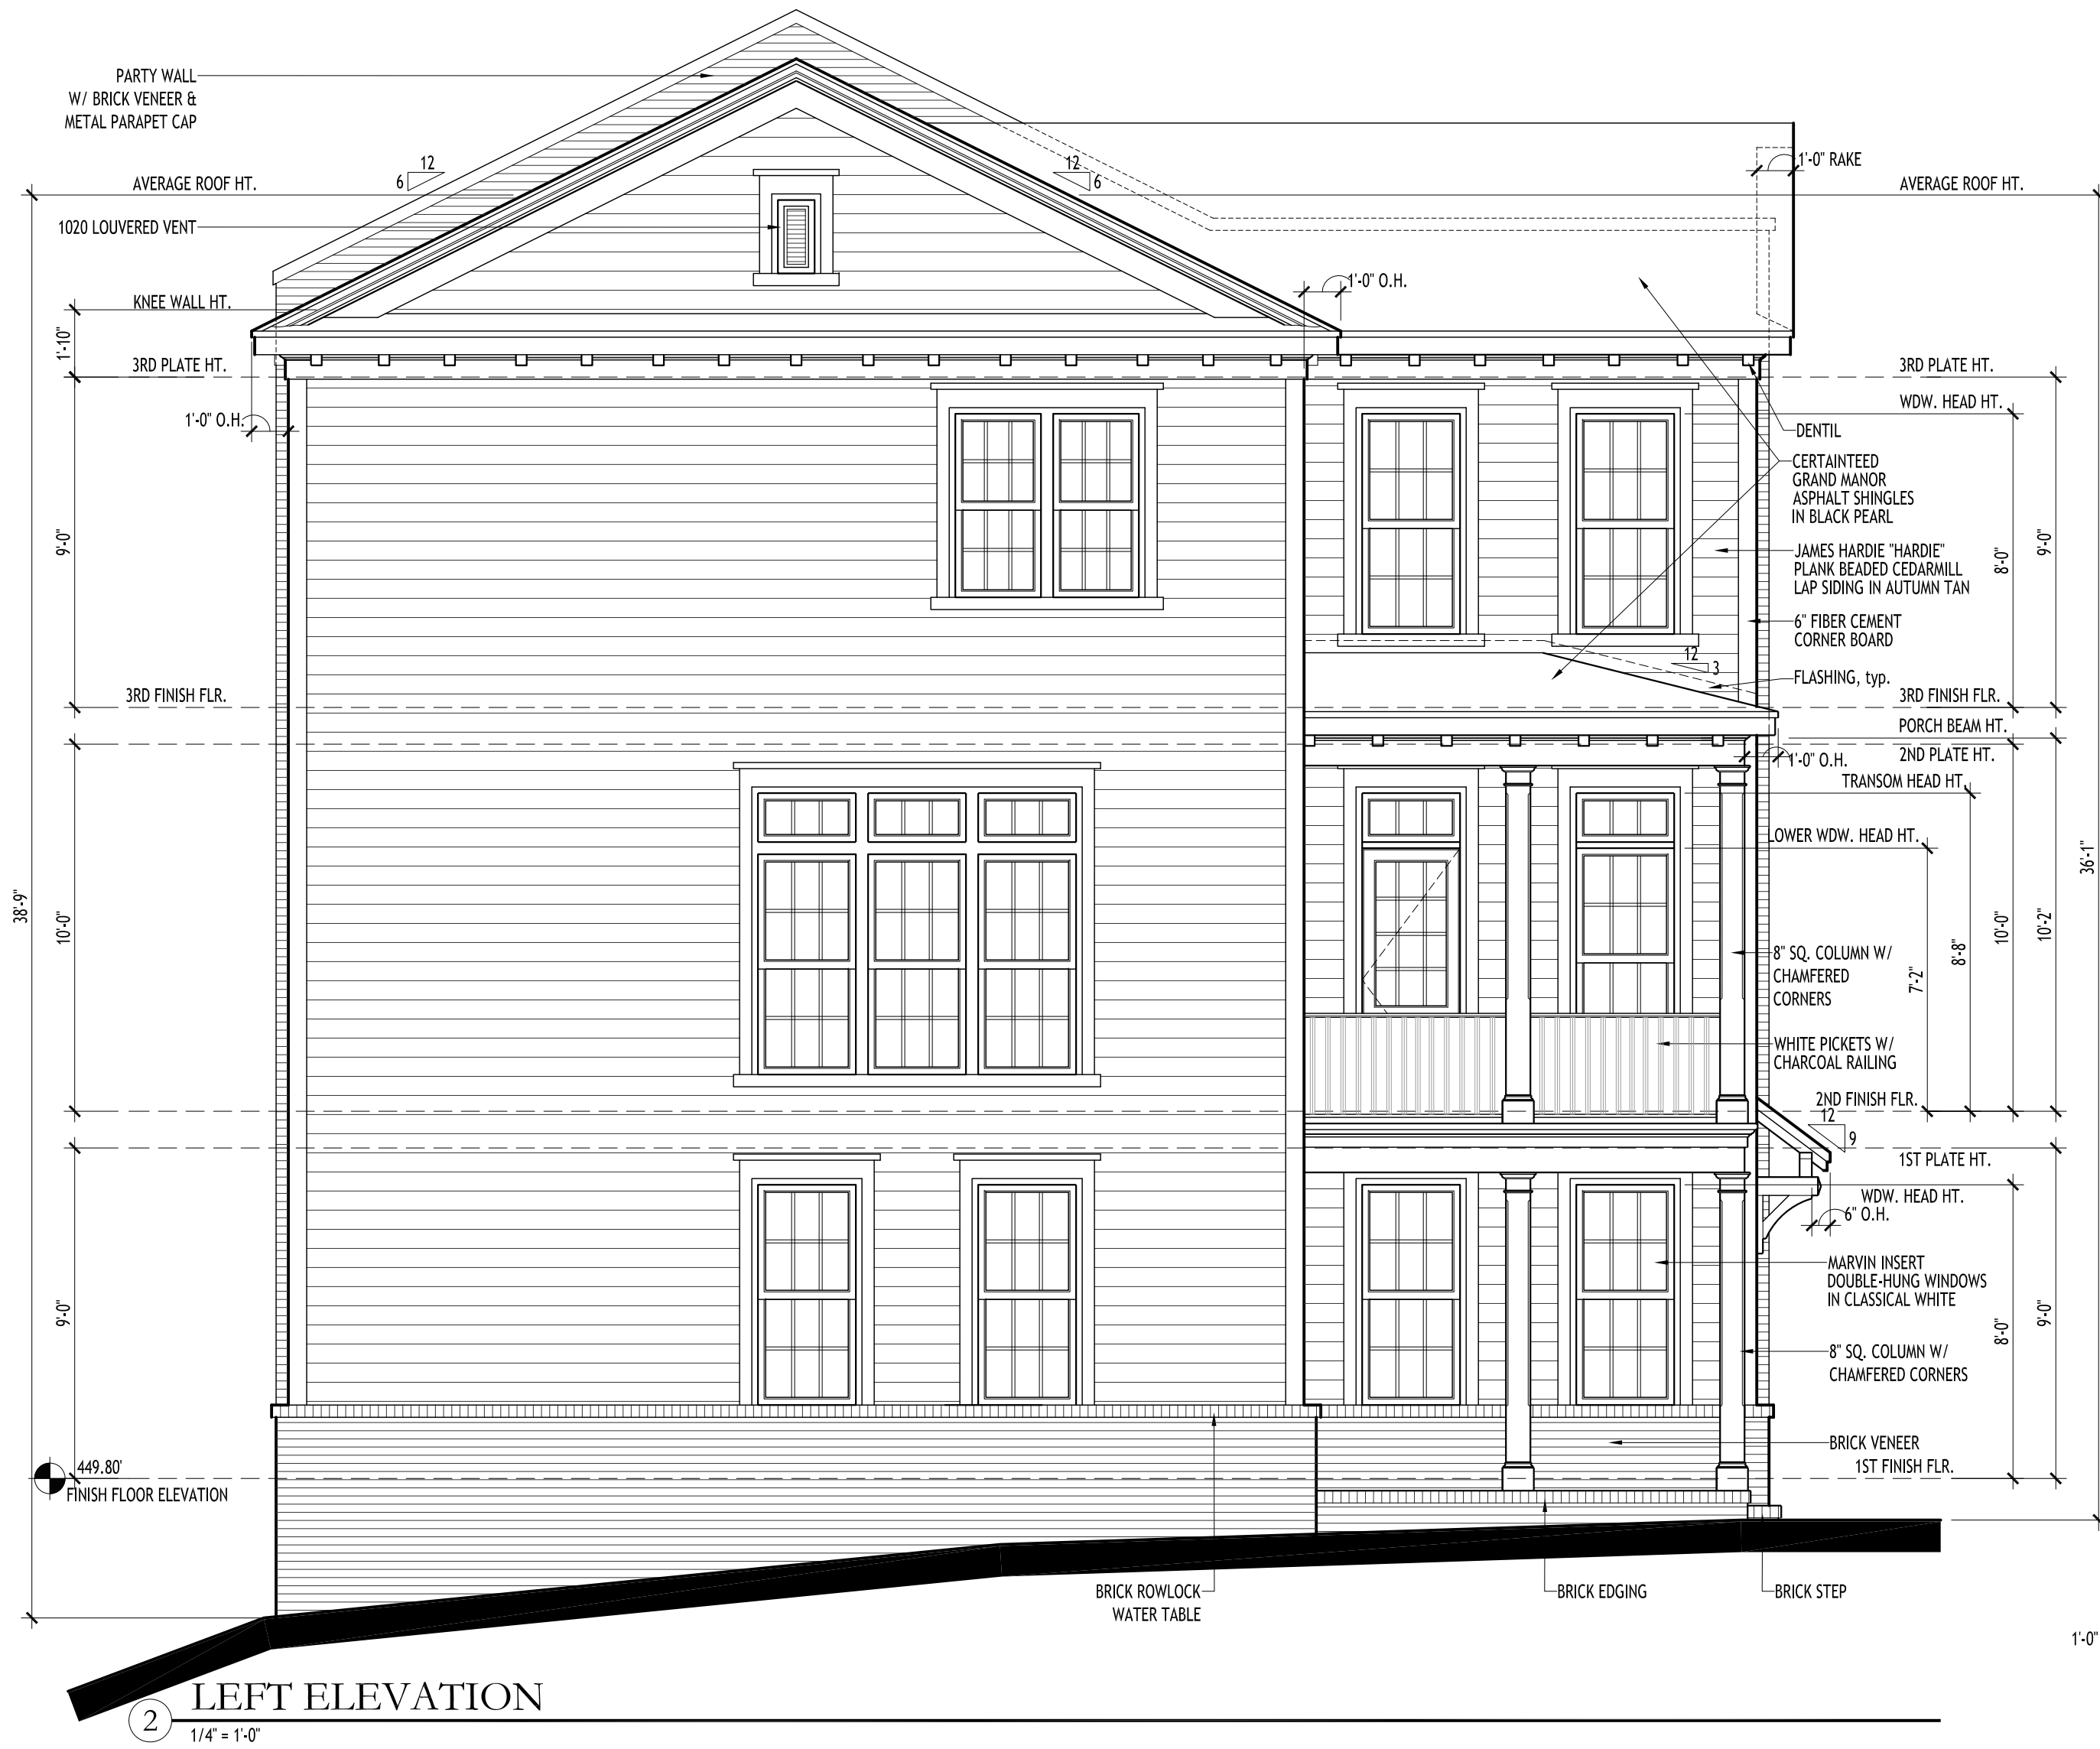 PARTY WALL
W/ BRICK VENEER &
METAL PARAPET CAP
12
6
12
6
1'-0" RAKE
AVERAGE ROOF HT.
AVERAGE ROOF HT.
1020 LOUVERED VENT
1'-0" O.H.
KNEE WALL HT.
1'-10"
3RD PLATE HT.
3RD PLATE HT.
WDW. HEAD HT.
1'-0" O.H.
DENTIL
CERTAINTEED
GRAND MANOR
ASPHALT SHINGLES
IN BLACK PEARL
9'-0"
8'-0"
9'-0"
JAMES HARDIE "HARDIE"
PLANK BEADED CEDARMILL
LAP SIDING IN AUTUMN TAN
6" FIBER CEMENT
CORNER BOARD
12
3
FLASHING, typ.
3RD FINISH FLR.
3RD FINISH FLR.
PORCH BEAM HT.
1'-0" O.H.
2ND PLATE HT.
TRANSOM HEAD HT.
LOWER WDW. HEAD HT.
38'-9"
10'-0"
36'-1"
7'-2"
8'-8"
10'-0"
10'-2"
8" SQ. COLUMN W/
CHAMFERED
CORNERS
WHITE PICKETS W/
CHARCOAL RAILING
2ND FINISH FLR.
12
9
1ST PLATE HT.
WDW. HEAD HT.
6" O.H.
MARVIN INSERT
DOUBLE-HUNG WINDOWS
IN CLASSICAL WHITE
9'-0"
8'-0"
9'-0"
8" SQ. COLUMN W/
CHAMFERED CORNERS
BRICK VENEER
1ST FINISH FLR.
449.80'
FINISH FLOOR ELEVATION
BRICK ROWLOCK
WATER TABLE
BRICK EDGING
BRICK STEP
1'-0"
2
LEFT ELEVATION
1/4" = 1'-0"